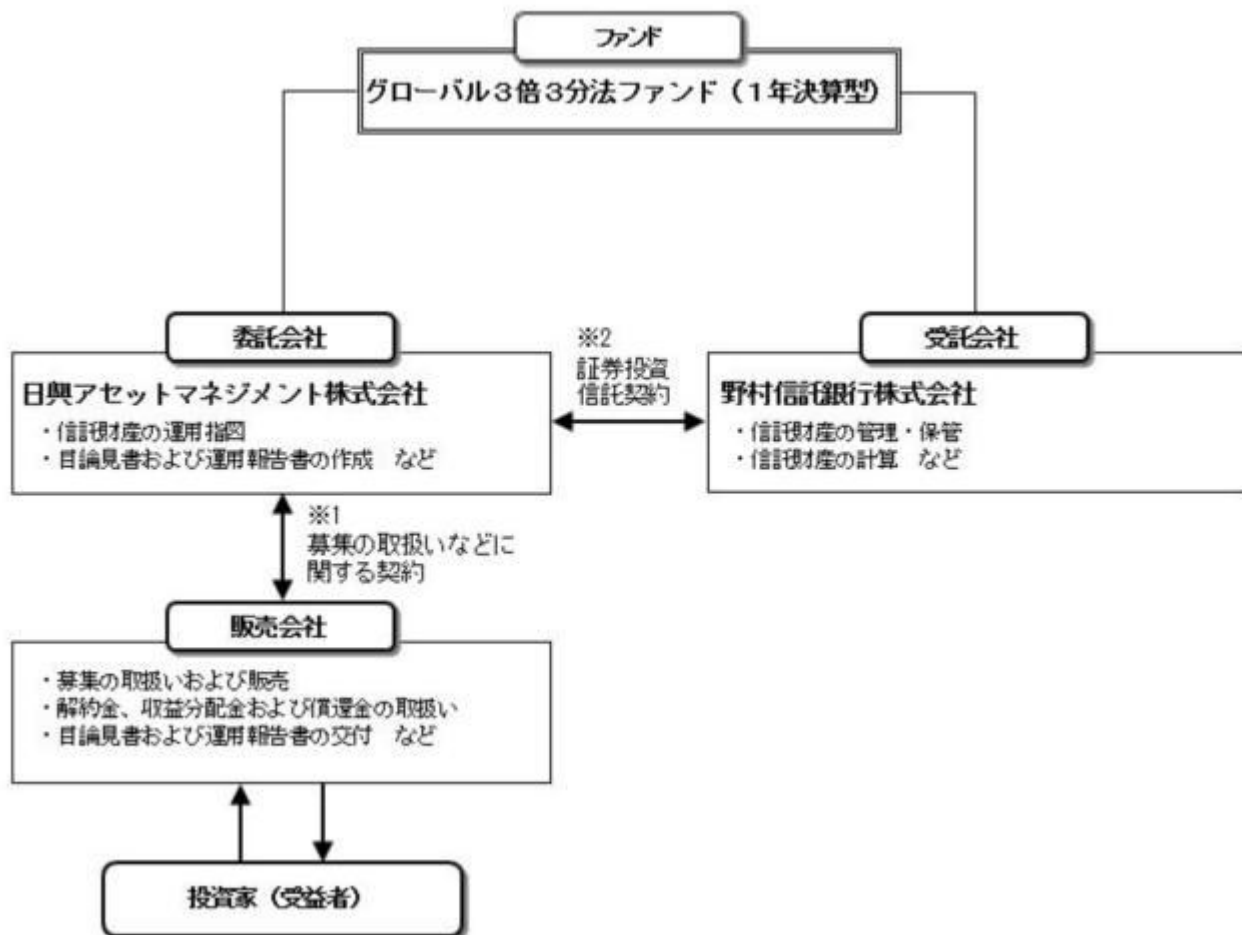 ファンド
グローバル3倍3分法ファンド(1年決算型)
委託会社
日興アセットマネジメント株式会社
・信託財産の運用指図
・目論見書および運用報告書の作成 など
※2
証券投資
信託契約
受託会社
野村信託銀行株式会社
・信託財産の管理・保管
・信託財産の計算 など
※1
募集の取扱いなどに
関する契約
販売会社
・募集の取扱いおよび販売
・解約金、収益分配金および償還金の取扱い
・目論見書および運用報告書の交付 など
投資家(受益者)